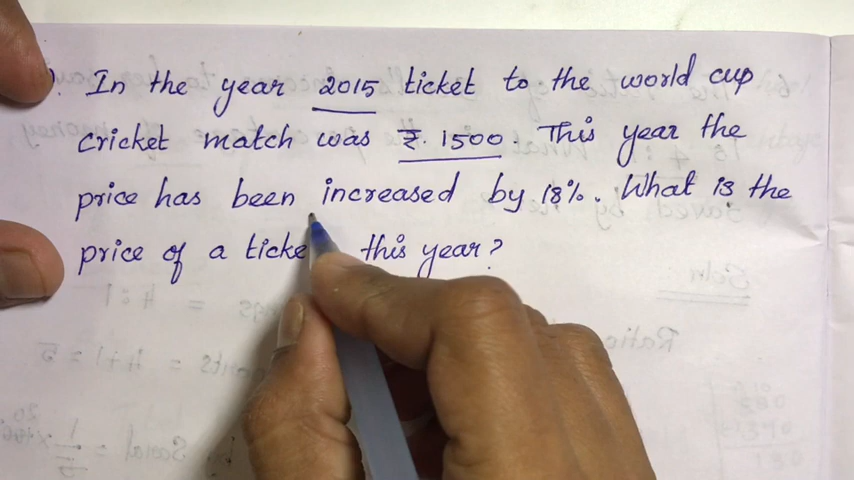 . In the year 2015 ticket to the world cup
cricket match was ₹. 1500. This year the
price has been increased by 18%. What is the
price of a ticke this year?